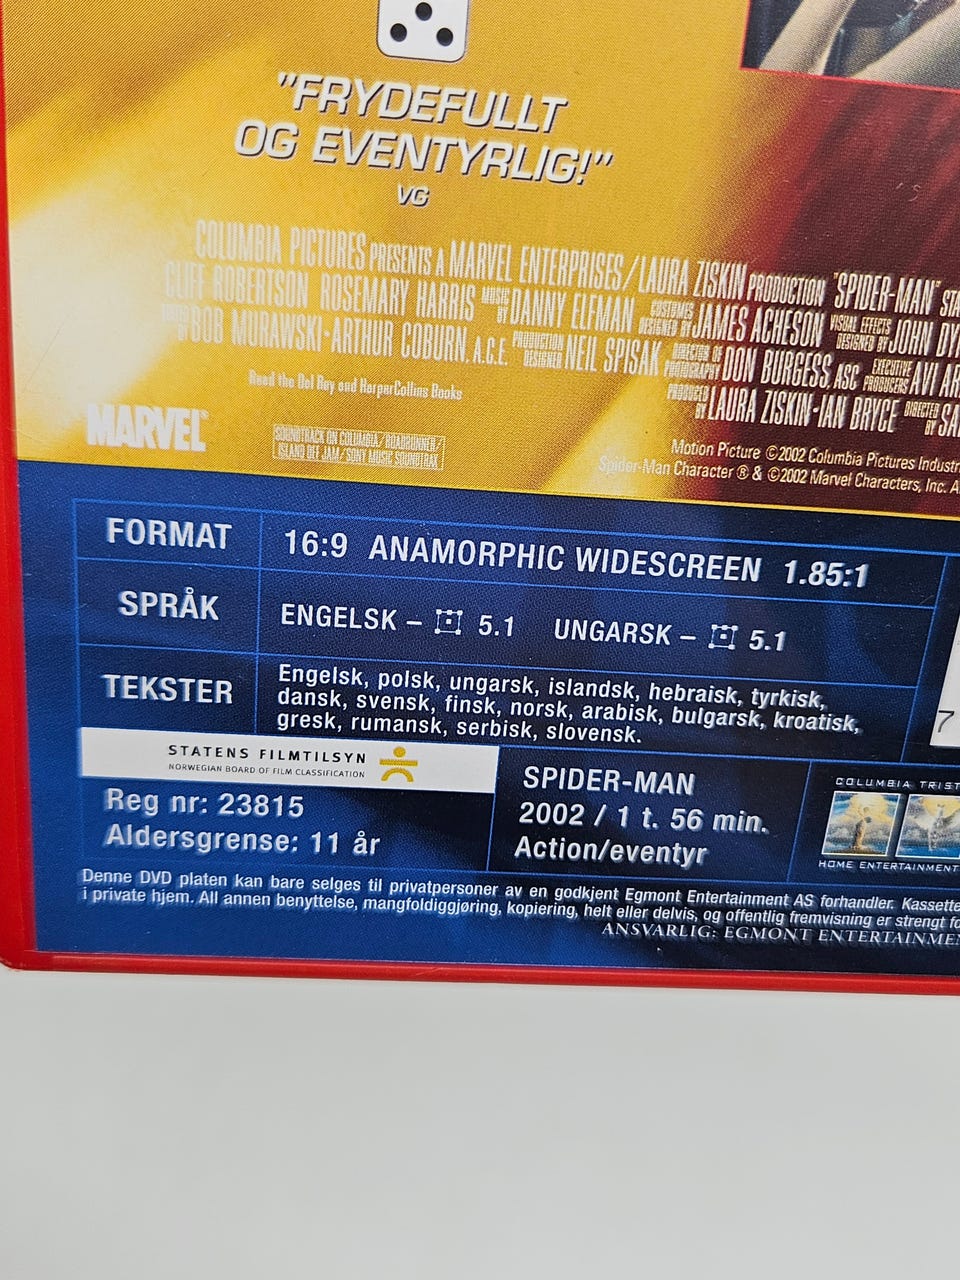 "FRYDEFULLT
OG EVENTYRLIG!"
VG
COLUMBIA PICTURES PRESENTS A MARVEL ENTERPRISES/LAURA ZISKIN PRODUCTION "SPIDER-MAN"
CLIFF ROBERTSON ROSEMARY HARRIS MUSIC BY DANNY ELFMAN COSTUMES DESIGNED BY JAMES ACHESON VISUAL EFFECTS DESIGNED BY JOHN
BOB MURAWSKI · ARTHUR COBURN, A.C.E. PRODUCTION DESIGNER NEIL SPISAK DIRECTOR OF PHOTOGRAPHY DON BURGESS, ASC EXECUTIVE PRODUCERS AVI
PRODUCED BY LAURA ZISKIN · IAN BRYCE DIRECTED BY
Read the Del Rey and HarperCollins Books
MARVEL®
SOUNDTRACK ON COLUMBIA/ROADRUNNER/
ISLAND DEF JAM/SONY MUSIC SOUNDTRAX
Motion Picture ©2002 Columbia Pictures
Spider-Man Character ® & ©2002 Marvel Characters, Inc.
FORMAT 16:9 ANAMORPHIC WIDESCREEN 1.85:1
SPRÅK ENGELSK – 5.1 UNGARSK – 5.1
TEKSTER Engelsk, polsk, ungarsk, islandsk, hebraisk, tyrkisk,
dansk, svensk, finsk, norsk, arabisk, bulgarsk, kroatisk,
gresk, rumansk, serbisk, slovensk.
7
STATENS FILMTILSYN
NORWEGIAN BOARD OF FILM CLASSIFICATION
Reg nr: 23815
Aldersgrense: 11 år
SPIDER-MAN
2002 / 1 t. 56 min.
Action/eventyr
COLUMBIA TRIST
HOME ENTERTAINMENT
Denne DVD platen kan bare selges til privatpersoner av en godkjent Egmont Entertainment AS forhandler. Kassette
i private hjem. All annen benyttelse, mangfoldiggjøring, kopiering, helt eller delvis, og offentlig fremvisning er strengt
ANSVARLIG: EGMONT ENTERTAINME